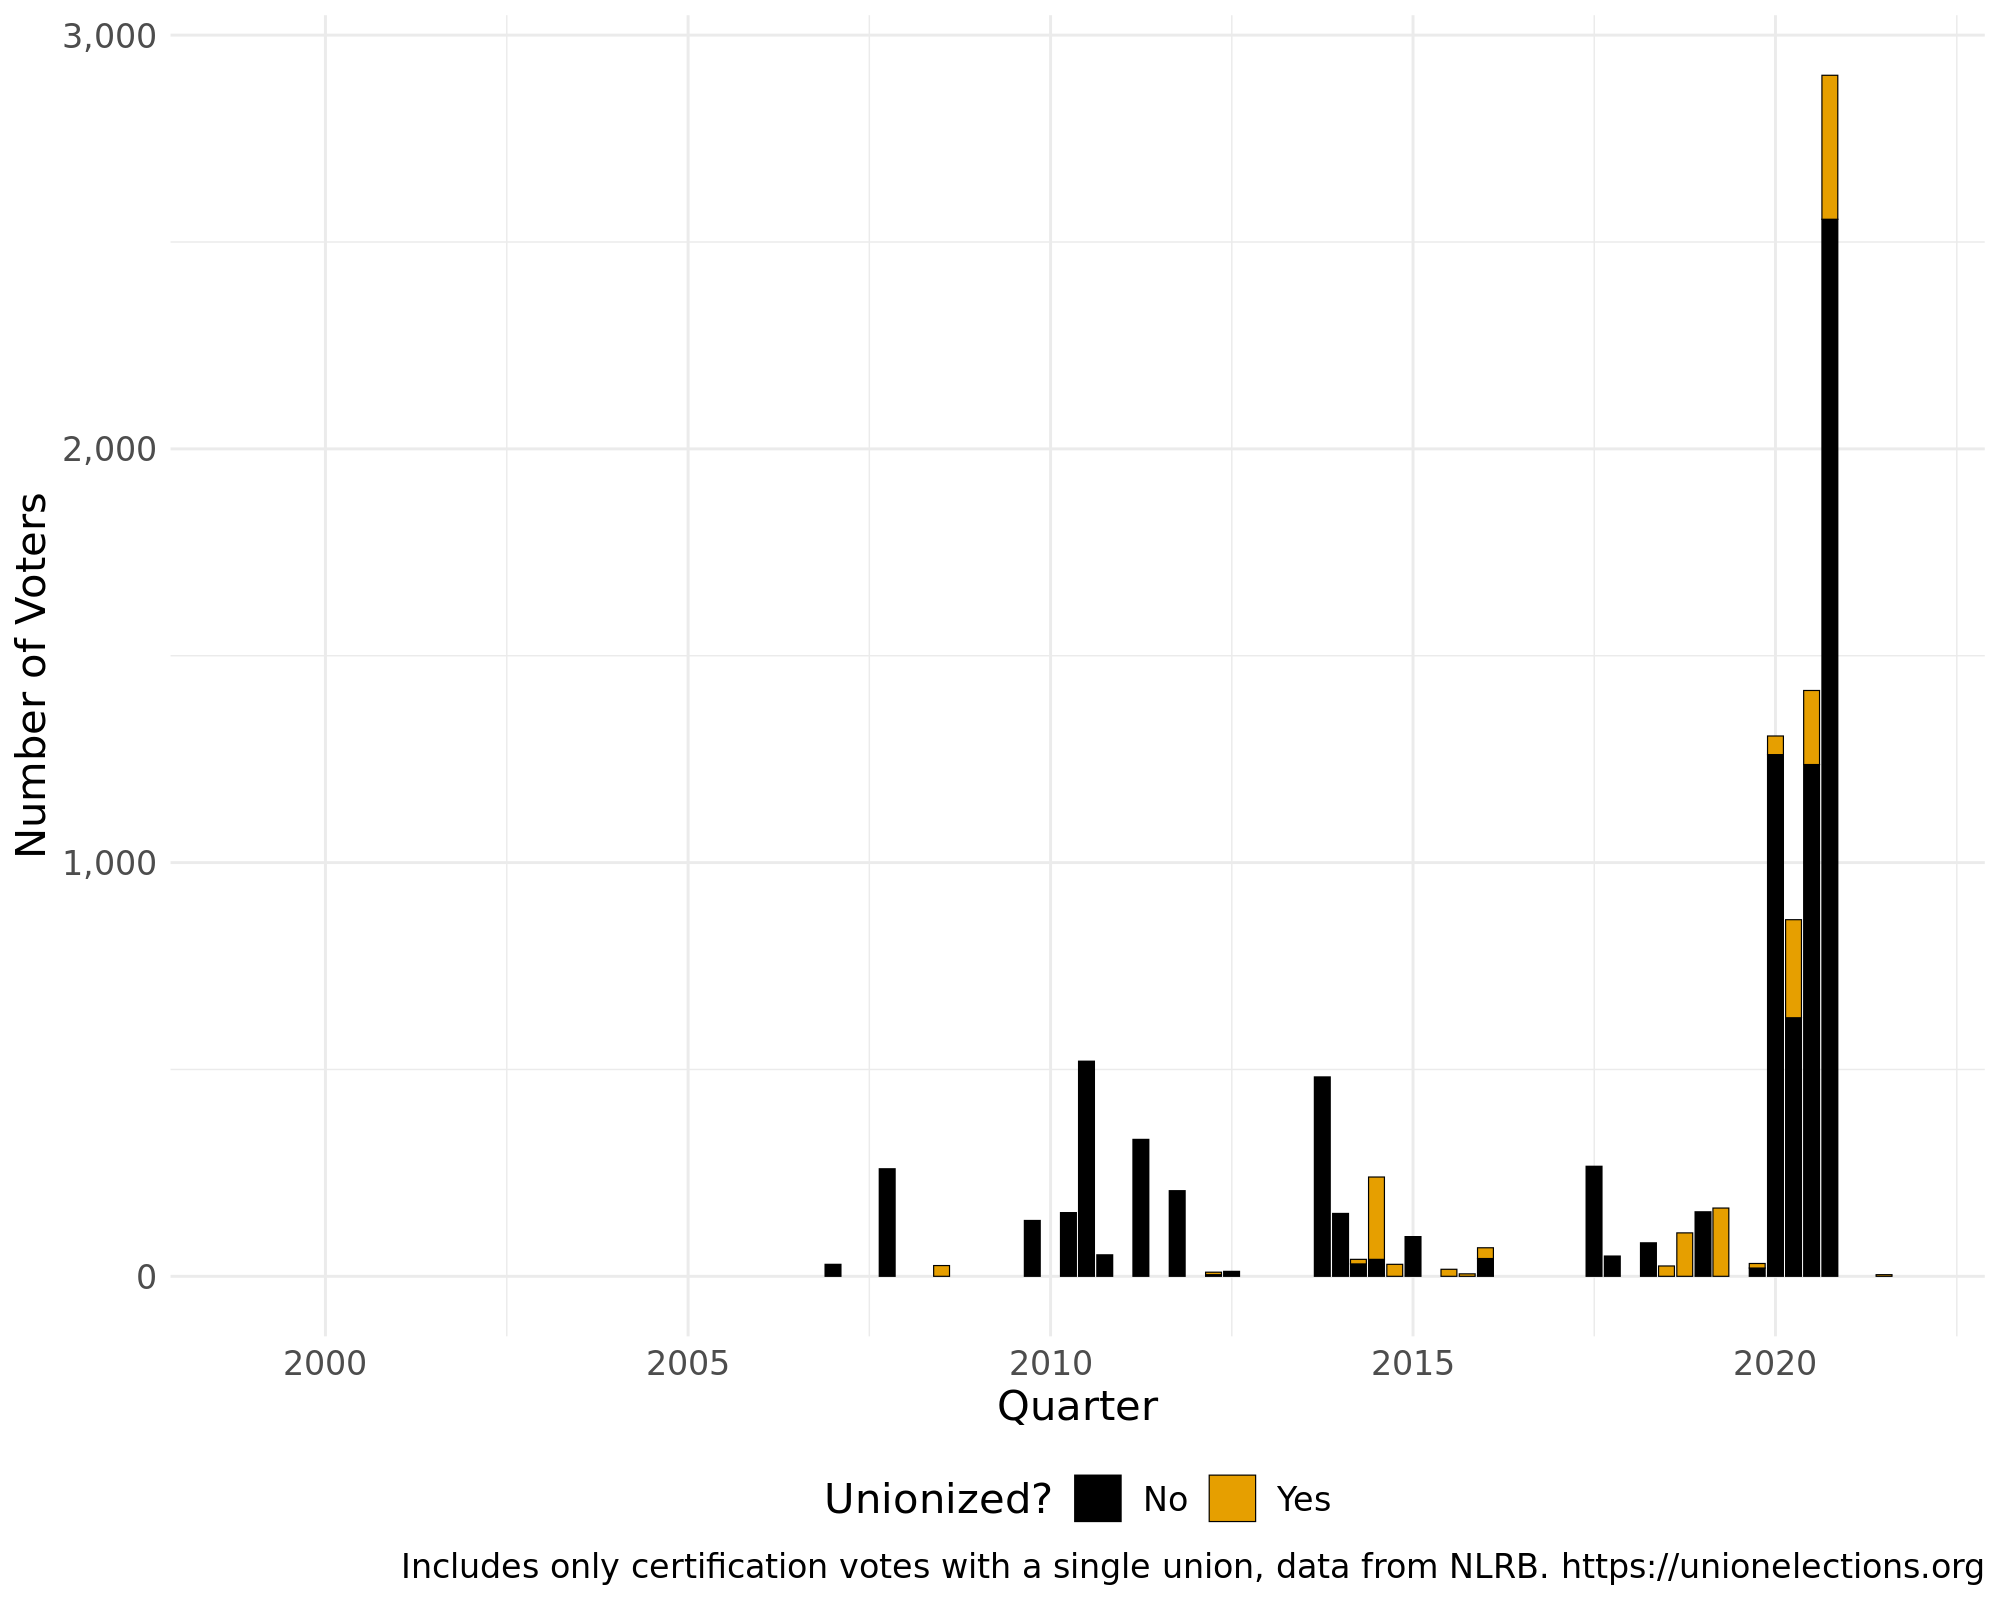 3,000
2,000
1,000
0
Number of Voters
2000 2005 2010 2015 2020
Quarter
Unionized? No Yes
Includes only certification votes with a single union, data from NLRB. https://unionelections.org